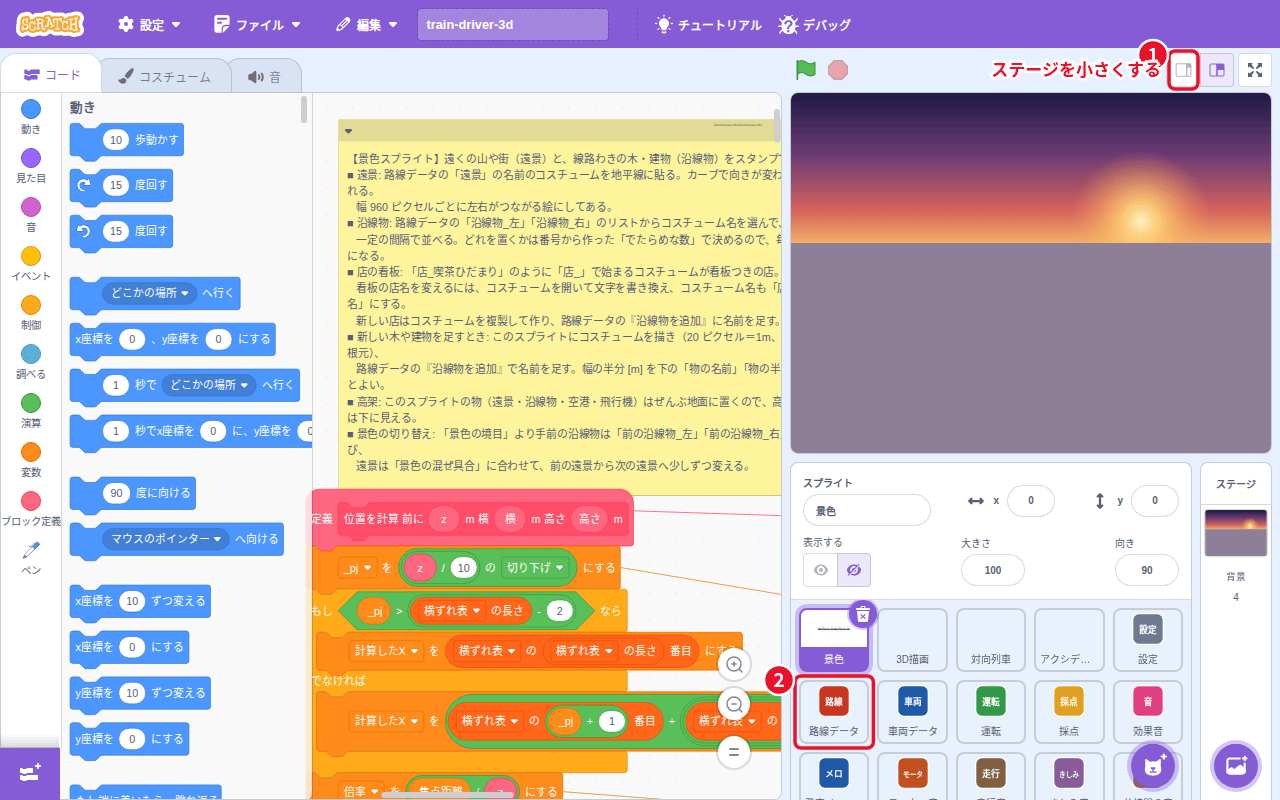 SCRATCH
設定
ファイル
編集
train-driver-3d
チュートリアル
デバッグ
コード
コスチューム
音
ステージを小さくする
1
動き
見た目
音
イベント
制御
調べる
演算
変数
ブロック定義
ペン
動き
10 歩動かす
15 度回す
15 度回す
どこかの場所 へ行く
x座標を 0 、y座標を 0 にする
1 秒で どこかの場所 へ行く
1 秒でx座標を 0 に、y座標を 0
90 度に向ける
マウスのポインター へ向ける
x座標を 10 ずつ変える
x座標を 0 にする
y座標を 10 ずつ変える
y座標を 0 にする
もし端に着いたら、跳ね返る
【景色スプライト】遠くの山や街（遠景）と、線路わきの木・建物（沿線物）をスタンプ
■ 遠景: 路線データの「遠景」の名前のコスチュームを地平線に貼る。カーブで向きが変わ
れる。
幅 960 ピクセルごとに左右がつながる絵にしてある。
■ 沿線物: 路線データの「沿線物_左」「沿線物_右」のリストからコスチューム名を選んで、
一定の間隔で並べる。どれを置くかは番号から作った「でたらめな数」で決めるので、毎
になる。
■ 店の看板: 「店_喫茶ひだまり」のように「店_」で始まるコスチュームが看板つきの店。
看板の店名を変えるには、コスチュームを開いて文字を書き換え、コスチューム名も「店
名」にする。
新しい店はコスチュームを複製して作り、路線データの『沿線物を追加』に名前を足す。
■ 新しい木や建物を足すとき: このスプライトにコスチュームを描き（20 ピクセル＝1m、
根元）、
路線データの『沿線物を追加』で名前を足す。幅の半分 [m] を下の「物の名前」「物の半
とよい。
■ 高架: このスプライトの物（遠景・沿線物・空港・飛行機）はぜんぶ地面に置くので、高
は下に見える。
■ 景色の切り替え: 「景色の境目」より手前の沿線物は「前の沿線物_左」「前の沿線物_右
び、
遠景は「景色の混ぜ具合」に合わせて、前の遠景から次の遠景へ少しずつ変える。
定義 位置を計算 前に z m 横 横 m 高さ 高さ m
_pj を z / 10 の 切り下げ にする
もし _pj > 横ずれ表 の長さ - 2 なら
計算したX を 横ずれ表 の 横ずれ表 の長さ 番目 にする
でなければ
計算したX を 横ずれ表 の _pj + 1 番目 + 横ずれ表 の
倍率 を 焦点距離 / z にする
スプライト
景色
x 0
y 0
表示する
大きさ
100
向き
90
ステージ
背景
4
景色
3D描画
対向列車
アクシデ...
設定
設定
2
路線
路線データ
車両
車両データ
運転
運転
採点
採点
音
効果音
メロ
モータ
走行
きしみ